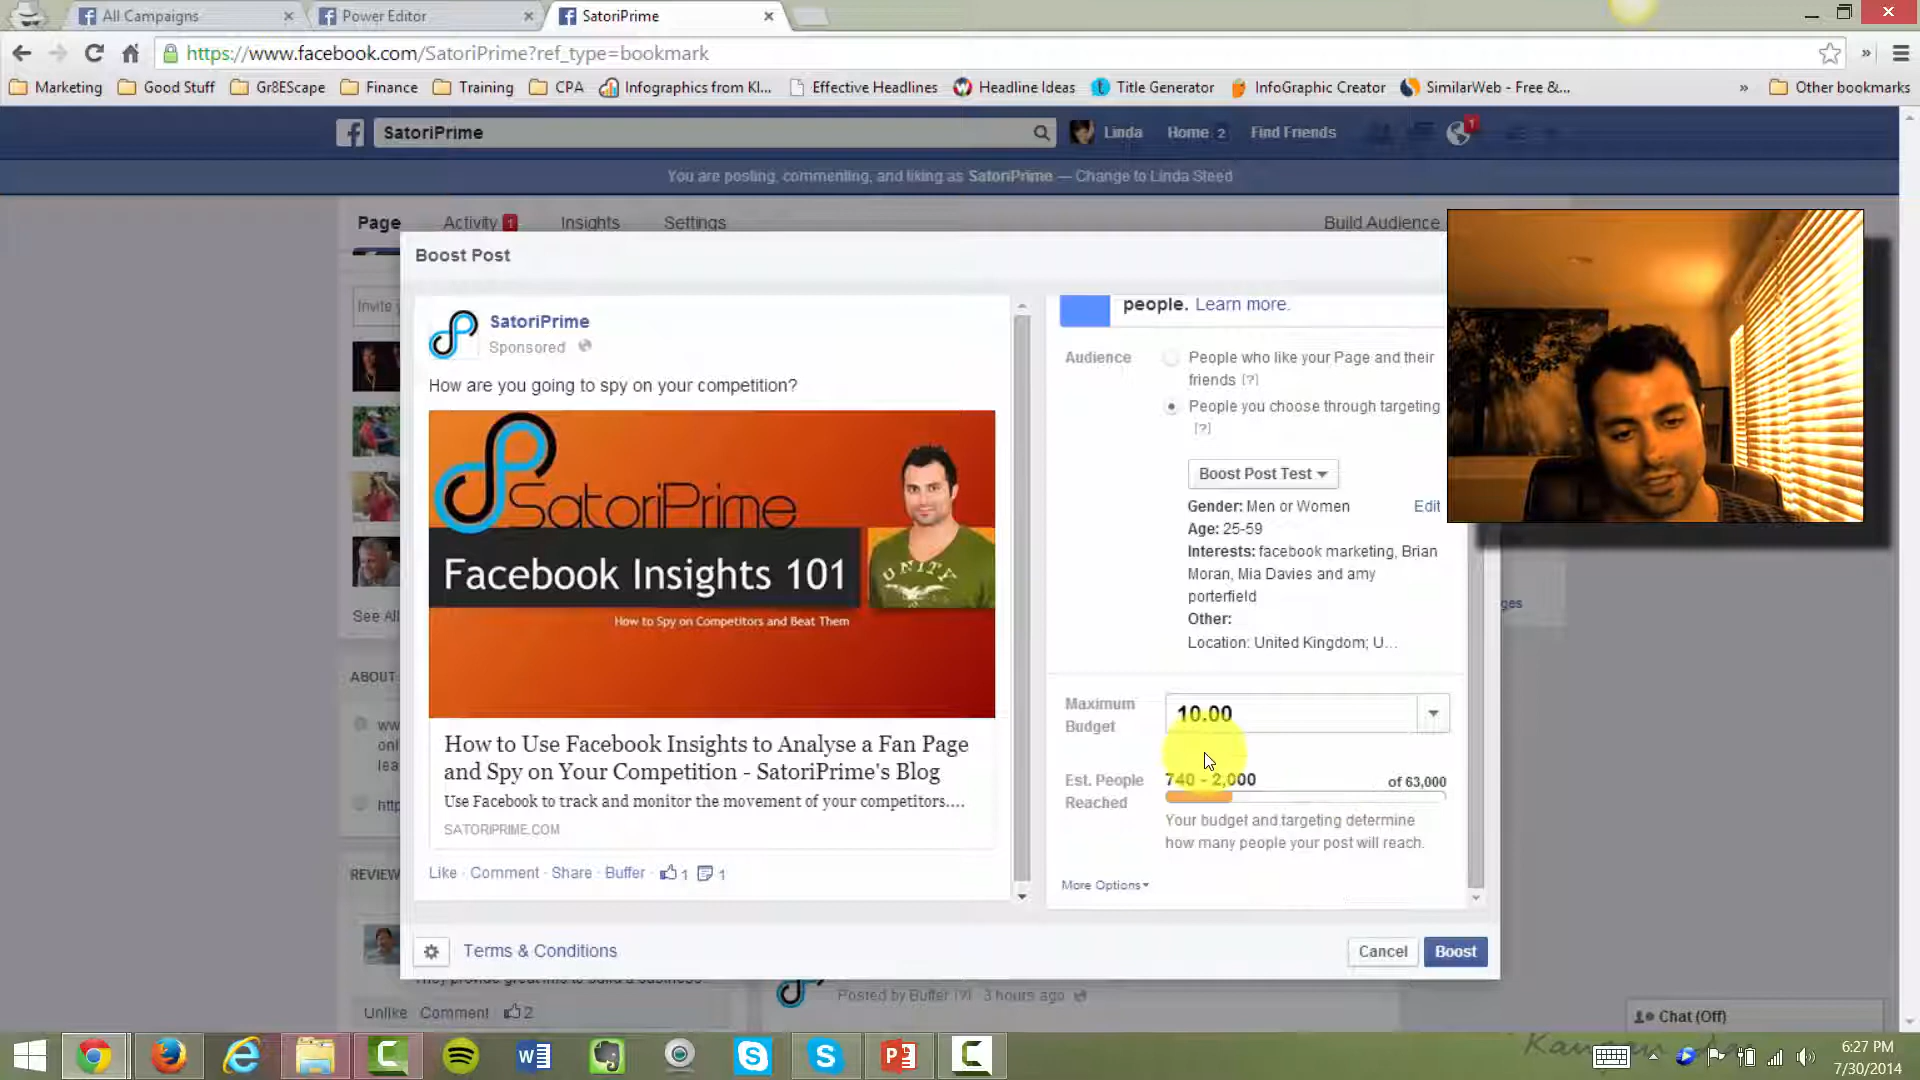 All Campaigns
Power Editor
SatoriPrime
https://www.facebook.com/SatoriPrime?ref_type=bookmark
Marketing
Good Stuff
Gr8EScape
Finance
Training
CPA
Infographics from Kl...
Effective Headlines
Headline Ideas
Title Generator
InfoGraphic Creator
SimilarWeb - Free &...
»
Other bookmarks
SatoriPrime
Linda
Home 2
Find Friends
1
You are posting, commenting, and liking as SatoriPrime — Change to Linda Steed
Page
Activity 1
Insights
Settings
Build Audience
Boost Post
Invite
See All
ABOUT
REVIEW
SatoriPrime
Sponsored
How are you going to spy on your competition?
SatoriPrime
Facebook Insights 101
How to Spy on Competitors and Beat Them
UNITY
How to Use Facebook Insights to Analyse a Fan Page
and Spy on Your Competition - SatoriPrime's Blog
Use Facebook to track and monitor the movement of your competitors....
SATORIPRIME.COM
Like · Comment · Share · Buffer · 1 1
people. Learn more.
Audience
People who like your Page and their
friends [?]
People you choose through targeting
[?]
Boost Post Test
Gender: Men or Women
Edit
Age: 25-59
Interests: facebook marketing, Brian
Moran, Mia Davies and amy
porterfield
Other:
Location: United Kingdom; U...
Maximum
Budget
10.00
Est. People
Reached
740 - 2,000
of 63,000
Your budget and targeting determine
how many people your post will reach.
More Options
Terms & Conditions
Cancel
Boost
Unlike Comment 2
Posted by Buffer [?] · 3 hours ago
Chat (Off)
6:27 PM
7/30/2014